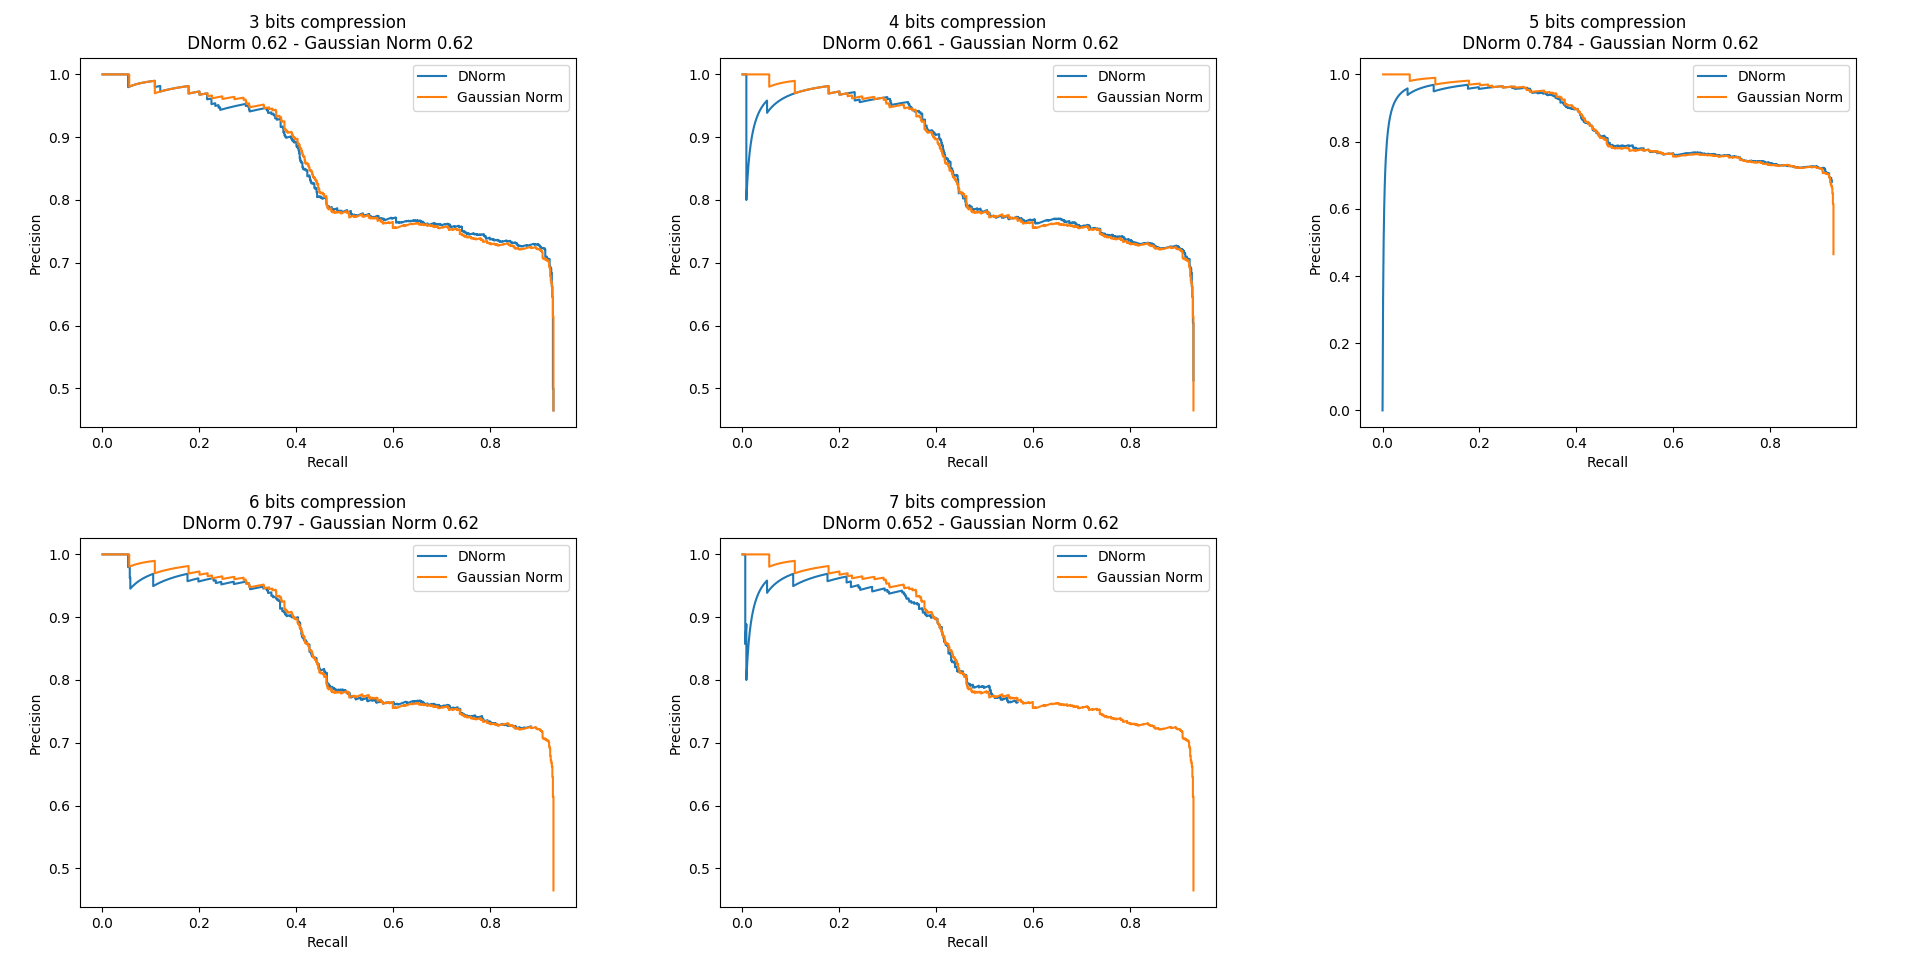 3 bits compression
DNorm 0.62 - Gaussian Norm 0.62
DNorm
Gaussian Norm
Precision
1.0
0.9
0.8
0.7
0.6
0.5
0.0 0.2 0.4 0.6 0.8
Recall
4 bits compression
DNorm 0.661 - Gaussian Norm 0.62
DNorm
Gaussian Norm
Precision
1.0
0.9
0.8
0.7
0.6
0.5
0.0 0.2 0.4 0.6 0.8
Recall
5 bits compression
DNorm 0.784 - Gaussian Norm 0.62
DNorm
Gaussian Norm
Precision
1.0
0.8
0.6
0.4
0.2
0.0
0.0 0.2 0.4 0.6 0.8
Recall
6 bits compression
DNorm 0.797 - Gaussian Norm 0.62
DNorm
Gaussian Norm
Precision
1.0
0.9
0.8
0.7
0.6
0.5
0.0 0.2 0.4 0.6 0.8
Recall
7 bits compression
DNorm 0.652 - Gaussian Norm 0.62
DNorm
Gaussian Norm
Precision
1.0
0.9
0.8
0.7
0.6
0.5
0.0 0.2 0.4 0.6 0.8
Recall